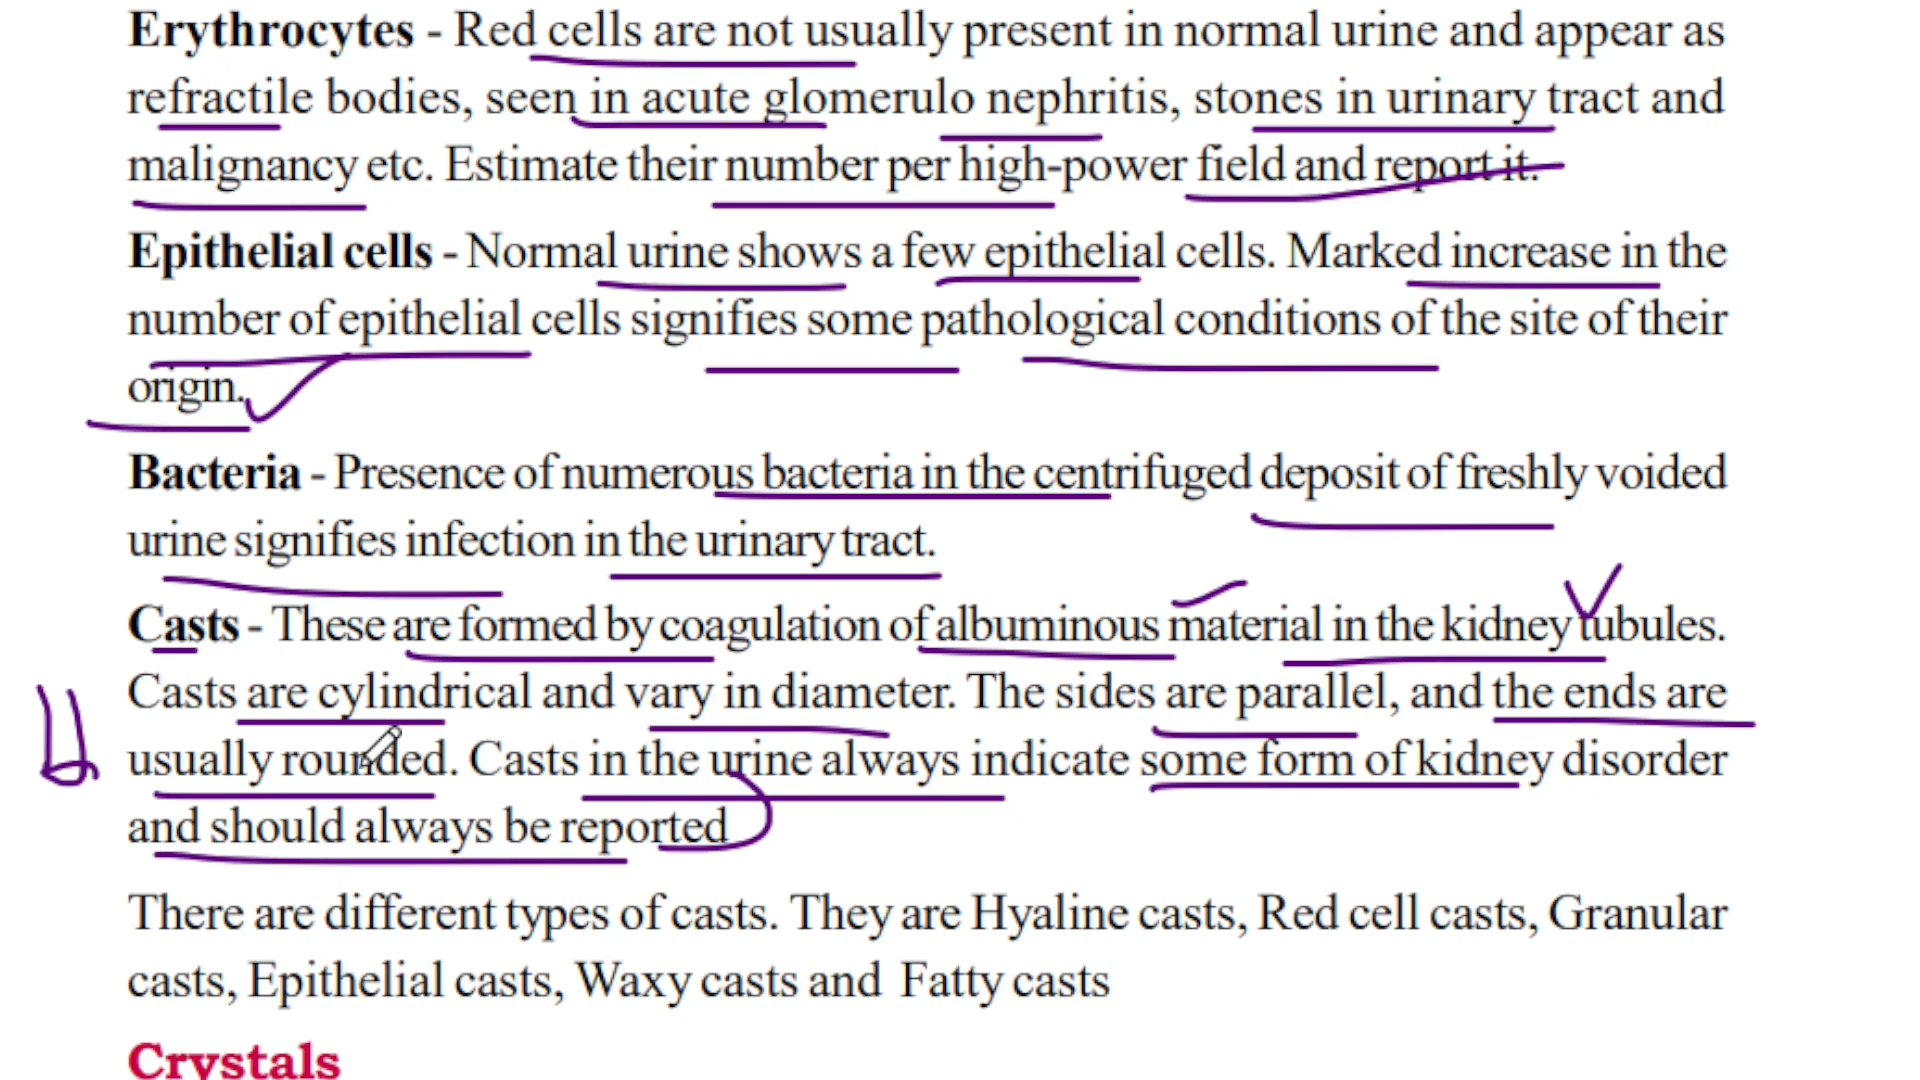 Erythrocytes - Red cells are not usually present in normal urine and appear as
refractile bodies, seen in acute glomerulo nephritis, stones in urinary tract and
malignancy etc. Estimate their number per high-power field and report it.
Epithelial cells - Normal urine shows a few epithelial cells. Marked increase in the
number of epithelial cells signifies some pathological conditions of the site of their
origin.
Bacteria - Presence of numerous bacteria in the centrifuged deposit of freshly voided
urine signifies infection in the urinary tract.
Casts - These are formed by coagulation of albuminous material in the kidney tubules.
Casts are cylindrical and vary in diameter. The sides are parallel, and the ends are
usually rounded. Casts in the urine always indicate some form of kidney disorder
and should always be reported
There are different types of casts. They are Hyaline casts, Red cell casts, Granular
casts, Epithelial casts, Waxy casts and Fatty casts
Crystals